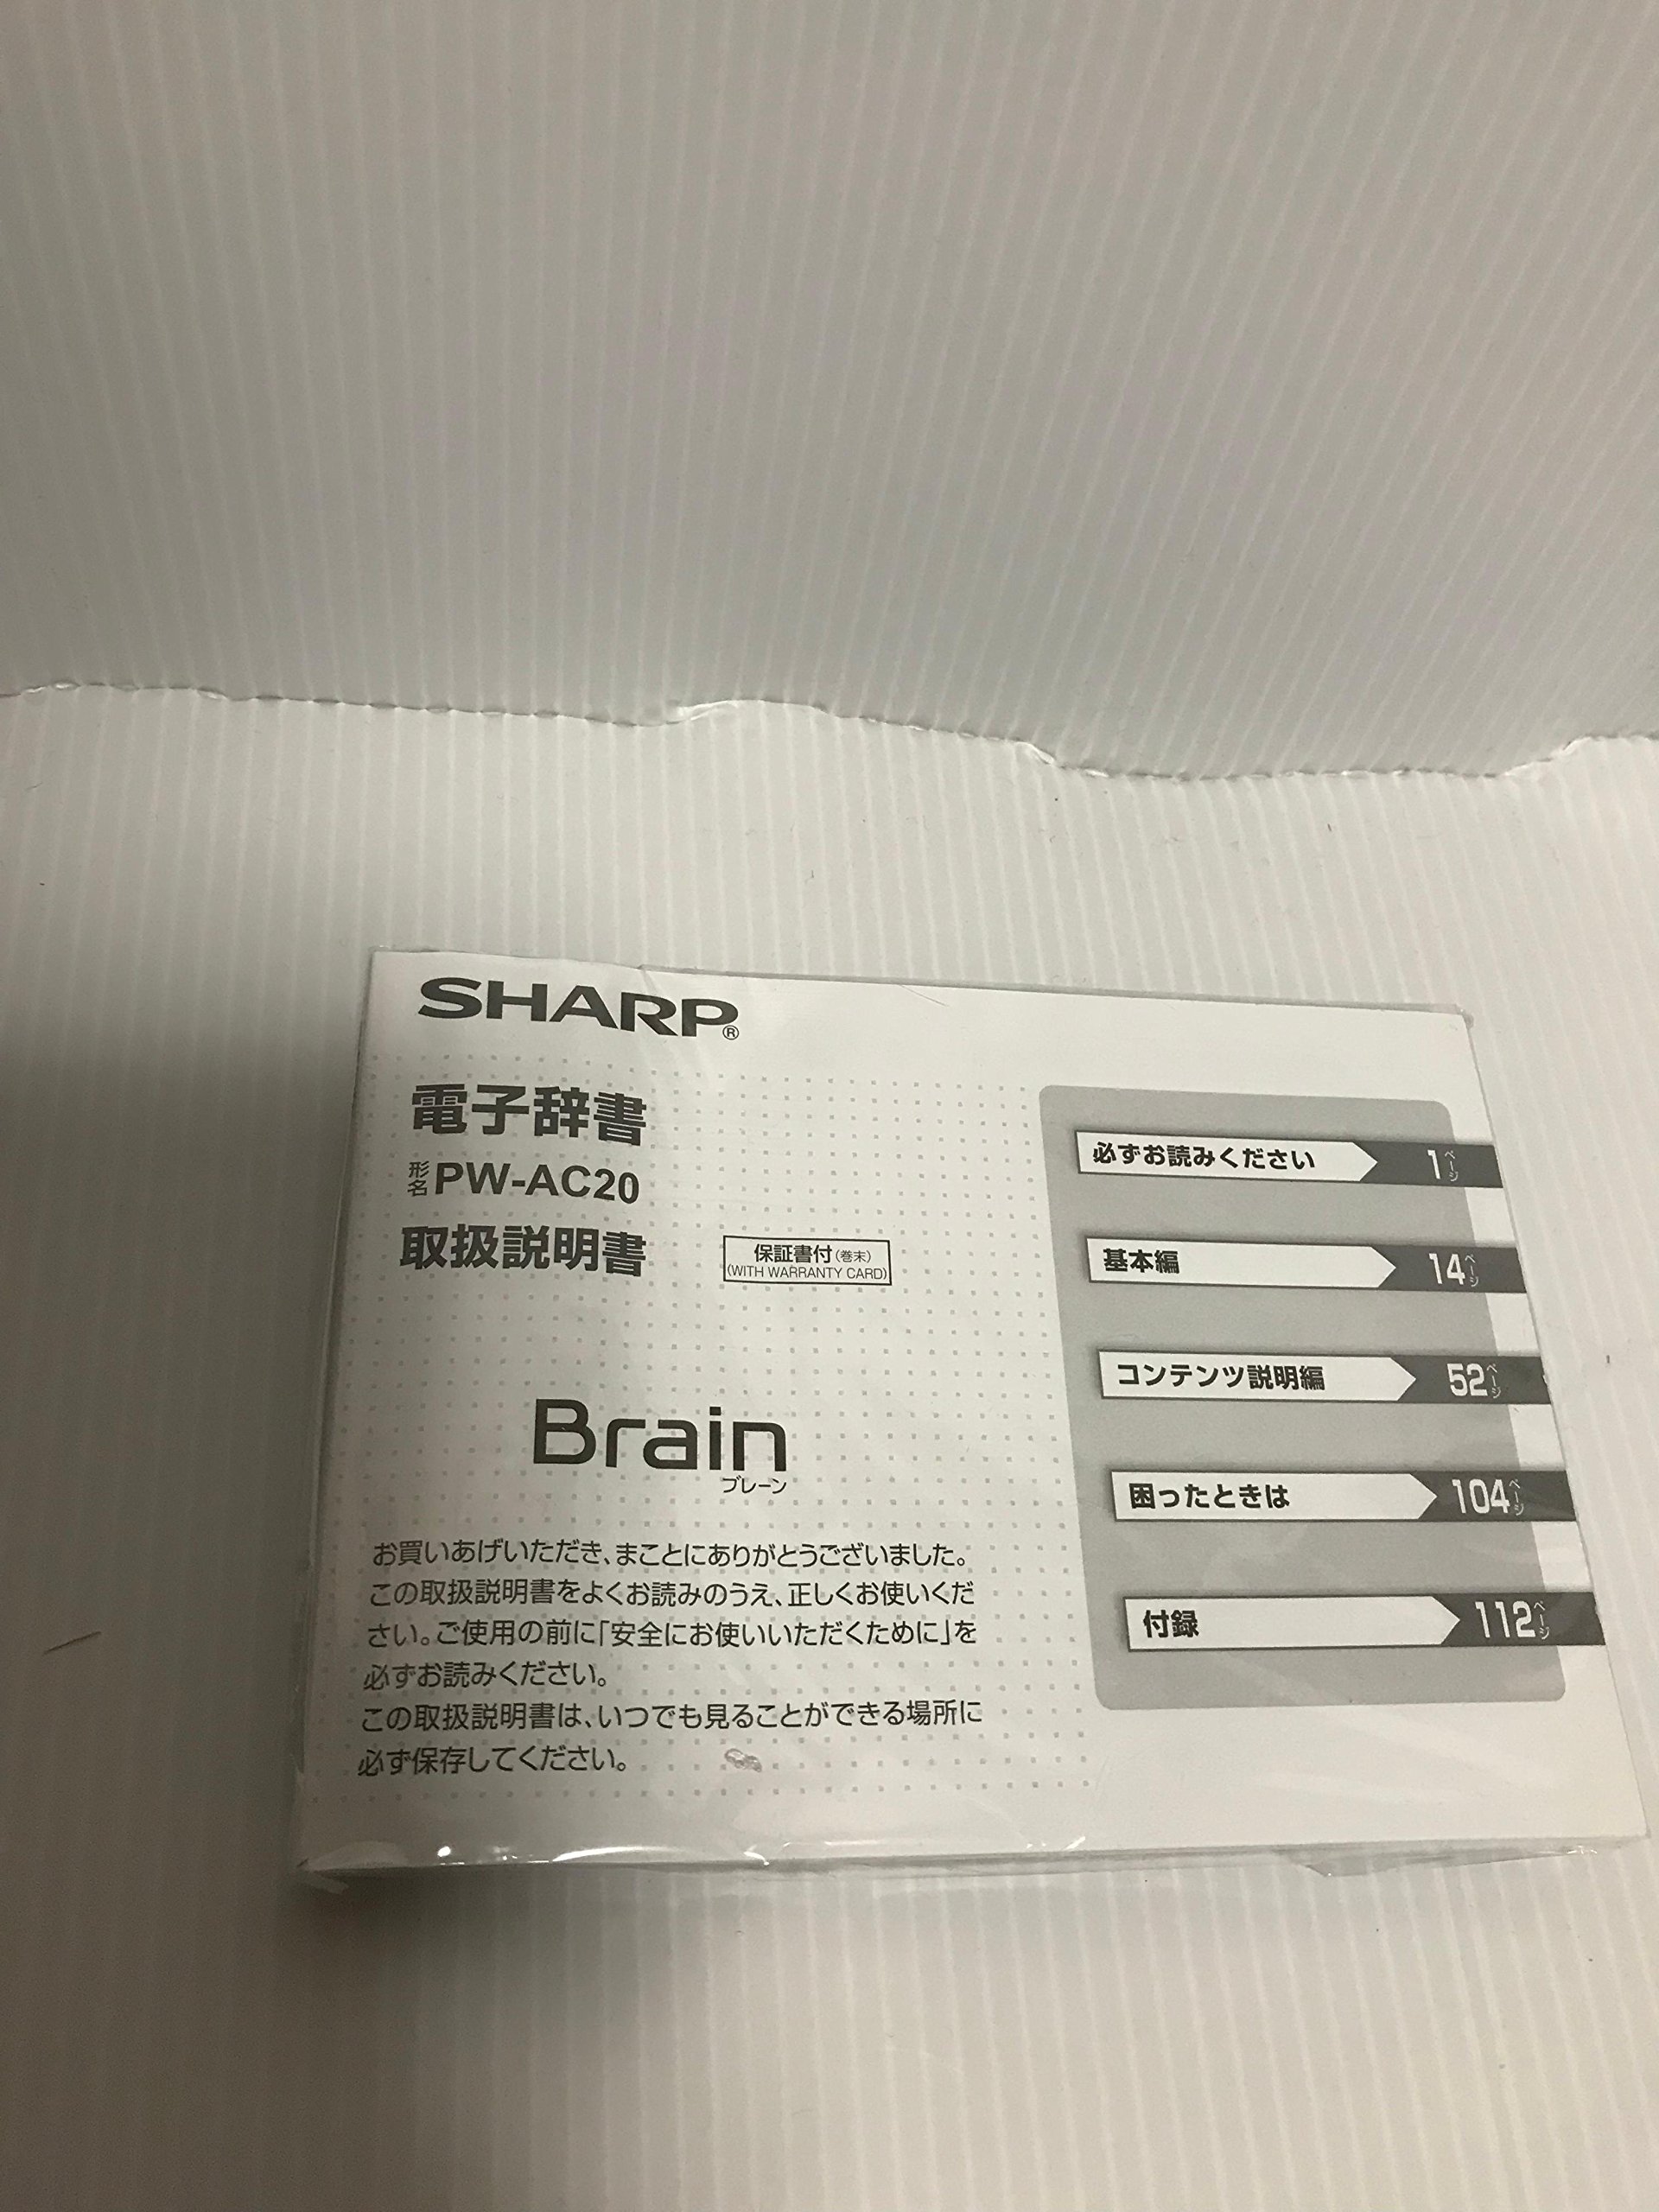 SHARP®
電子辞書
形名 PW-AC20
取扱説明書
保証書付(巻末)
(WITH WARRANTY CARD)
Brain
ブレーン
お買いあげいただき、まことにありがとうございました。
この取扱説明書をよくお読みのうえ、正しくお使いくだ
さい。ご使用の前に「安全にお使いいただくために」を
必ずお読みください。
この取扱説明書は、いつでも見ることができる場所に
必ず保存してください。
必ずお読みください 1ページ
基本編 14ページ
コンテンツ説明編 52ページ
困ったときは 104ページ
付録 112ページ